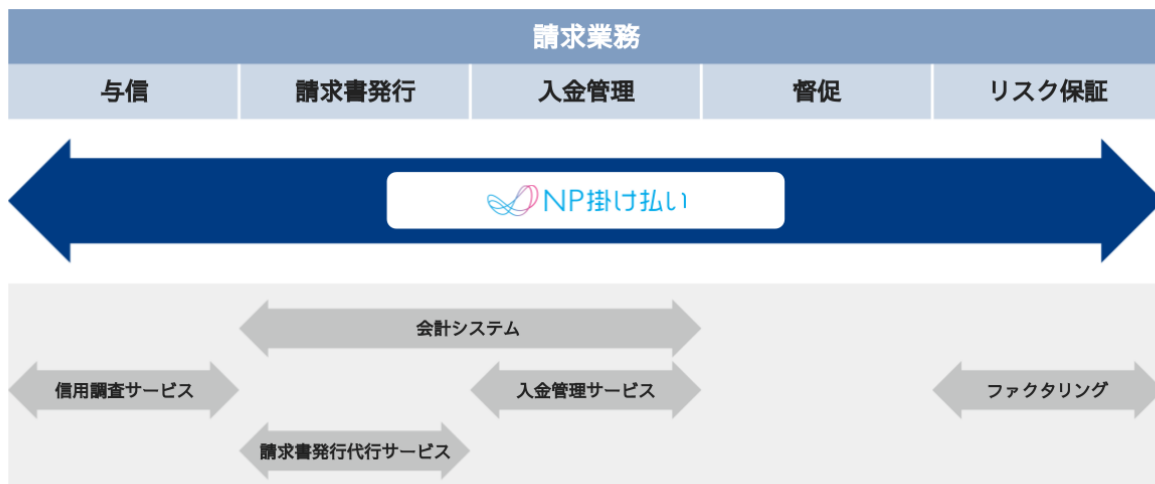 請求業務
与信
請求書発行
入金管理
督促
リスク保証
NP掛け払い
会計システム
信用調査サービス
入金管理サービス
ファクタリング
請求書発行代行サービス